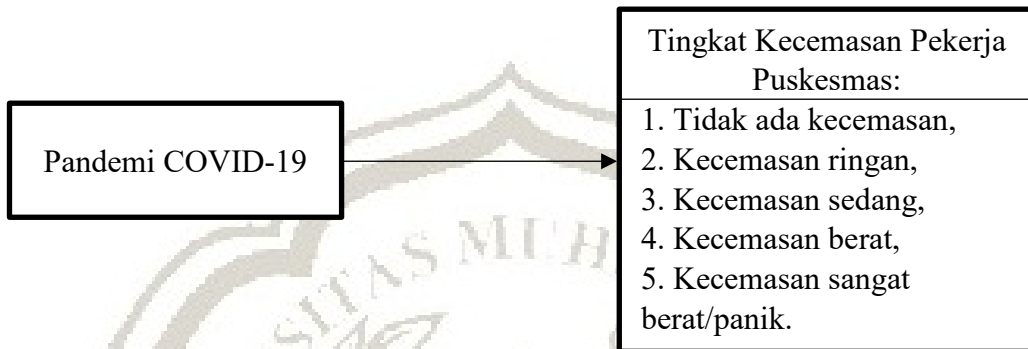 Pandemi COVID-19
Tingkat Kecemasan Pekerja
Puskesmas:
1. Tidak ada kecemasan,
2. Kecemasan ringan,
3. Kecemasan sedang,
4. Kecemasan berat,
5. Kecemasan sangat
berat/panik.